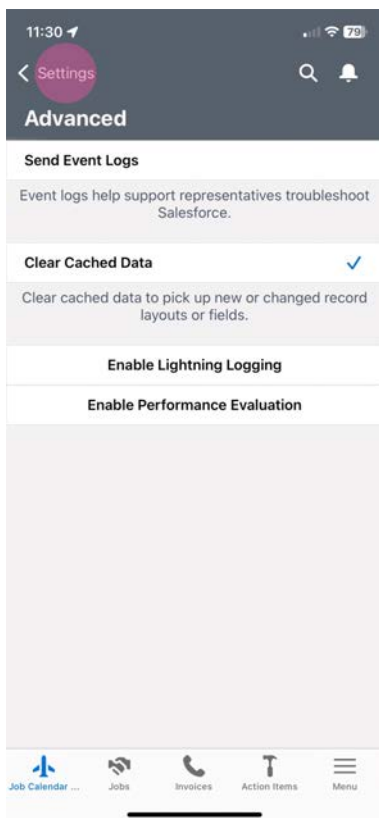 11:30
79
Settings
Advanced
Send Event Logs
Event logs help support representatives troubleshoot
Salesforce.
Clear Cached Data
Clear cached data to pick up new or changed record
layouts or fields.
Enable Lightning Logging
Enable Performance Evaluation
Job Calendar ...
Jobs
Invoices
Action Items
Menu